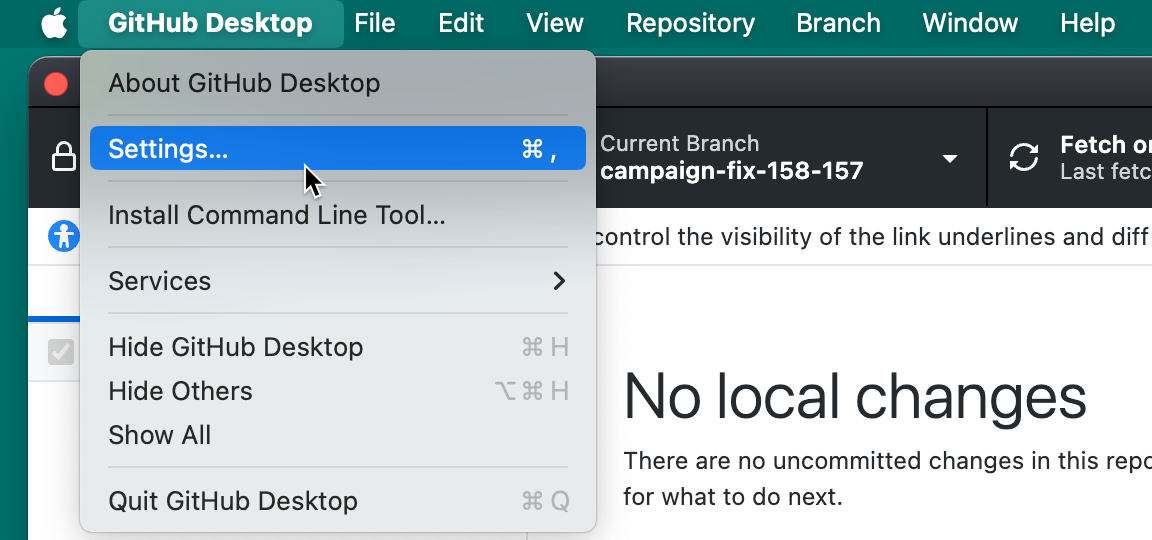 GitHub Desktop File Edit View Repository Branch Window Help
About GitHub Desktop
Settings... ⌘ ,
Install Command Line Tool...
Services
Hide GitHub Desktop ⌘ H
Hide Others ⌥ ⌘ H
Show All
Quit GitHub Desktop ⌘ Q
Current Branch
campaign-fix-158-157
Fetch
Last
control the visibility of the link underlines and diff
No local changes
There are no uncommitted changes in this
for what to do next.